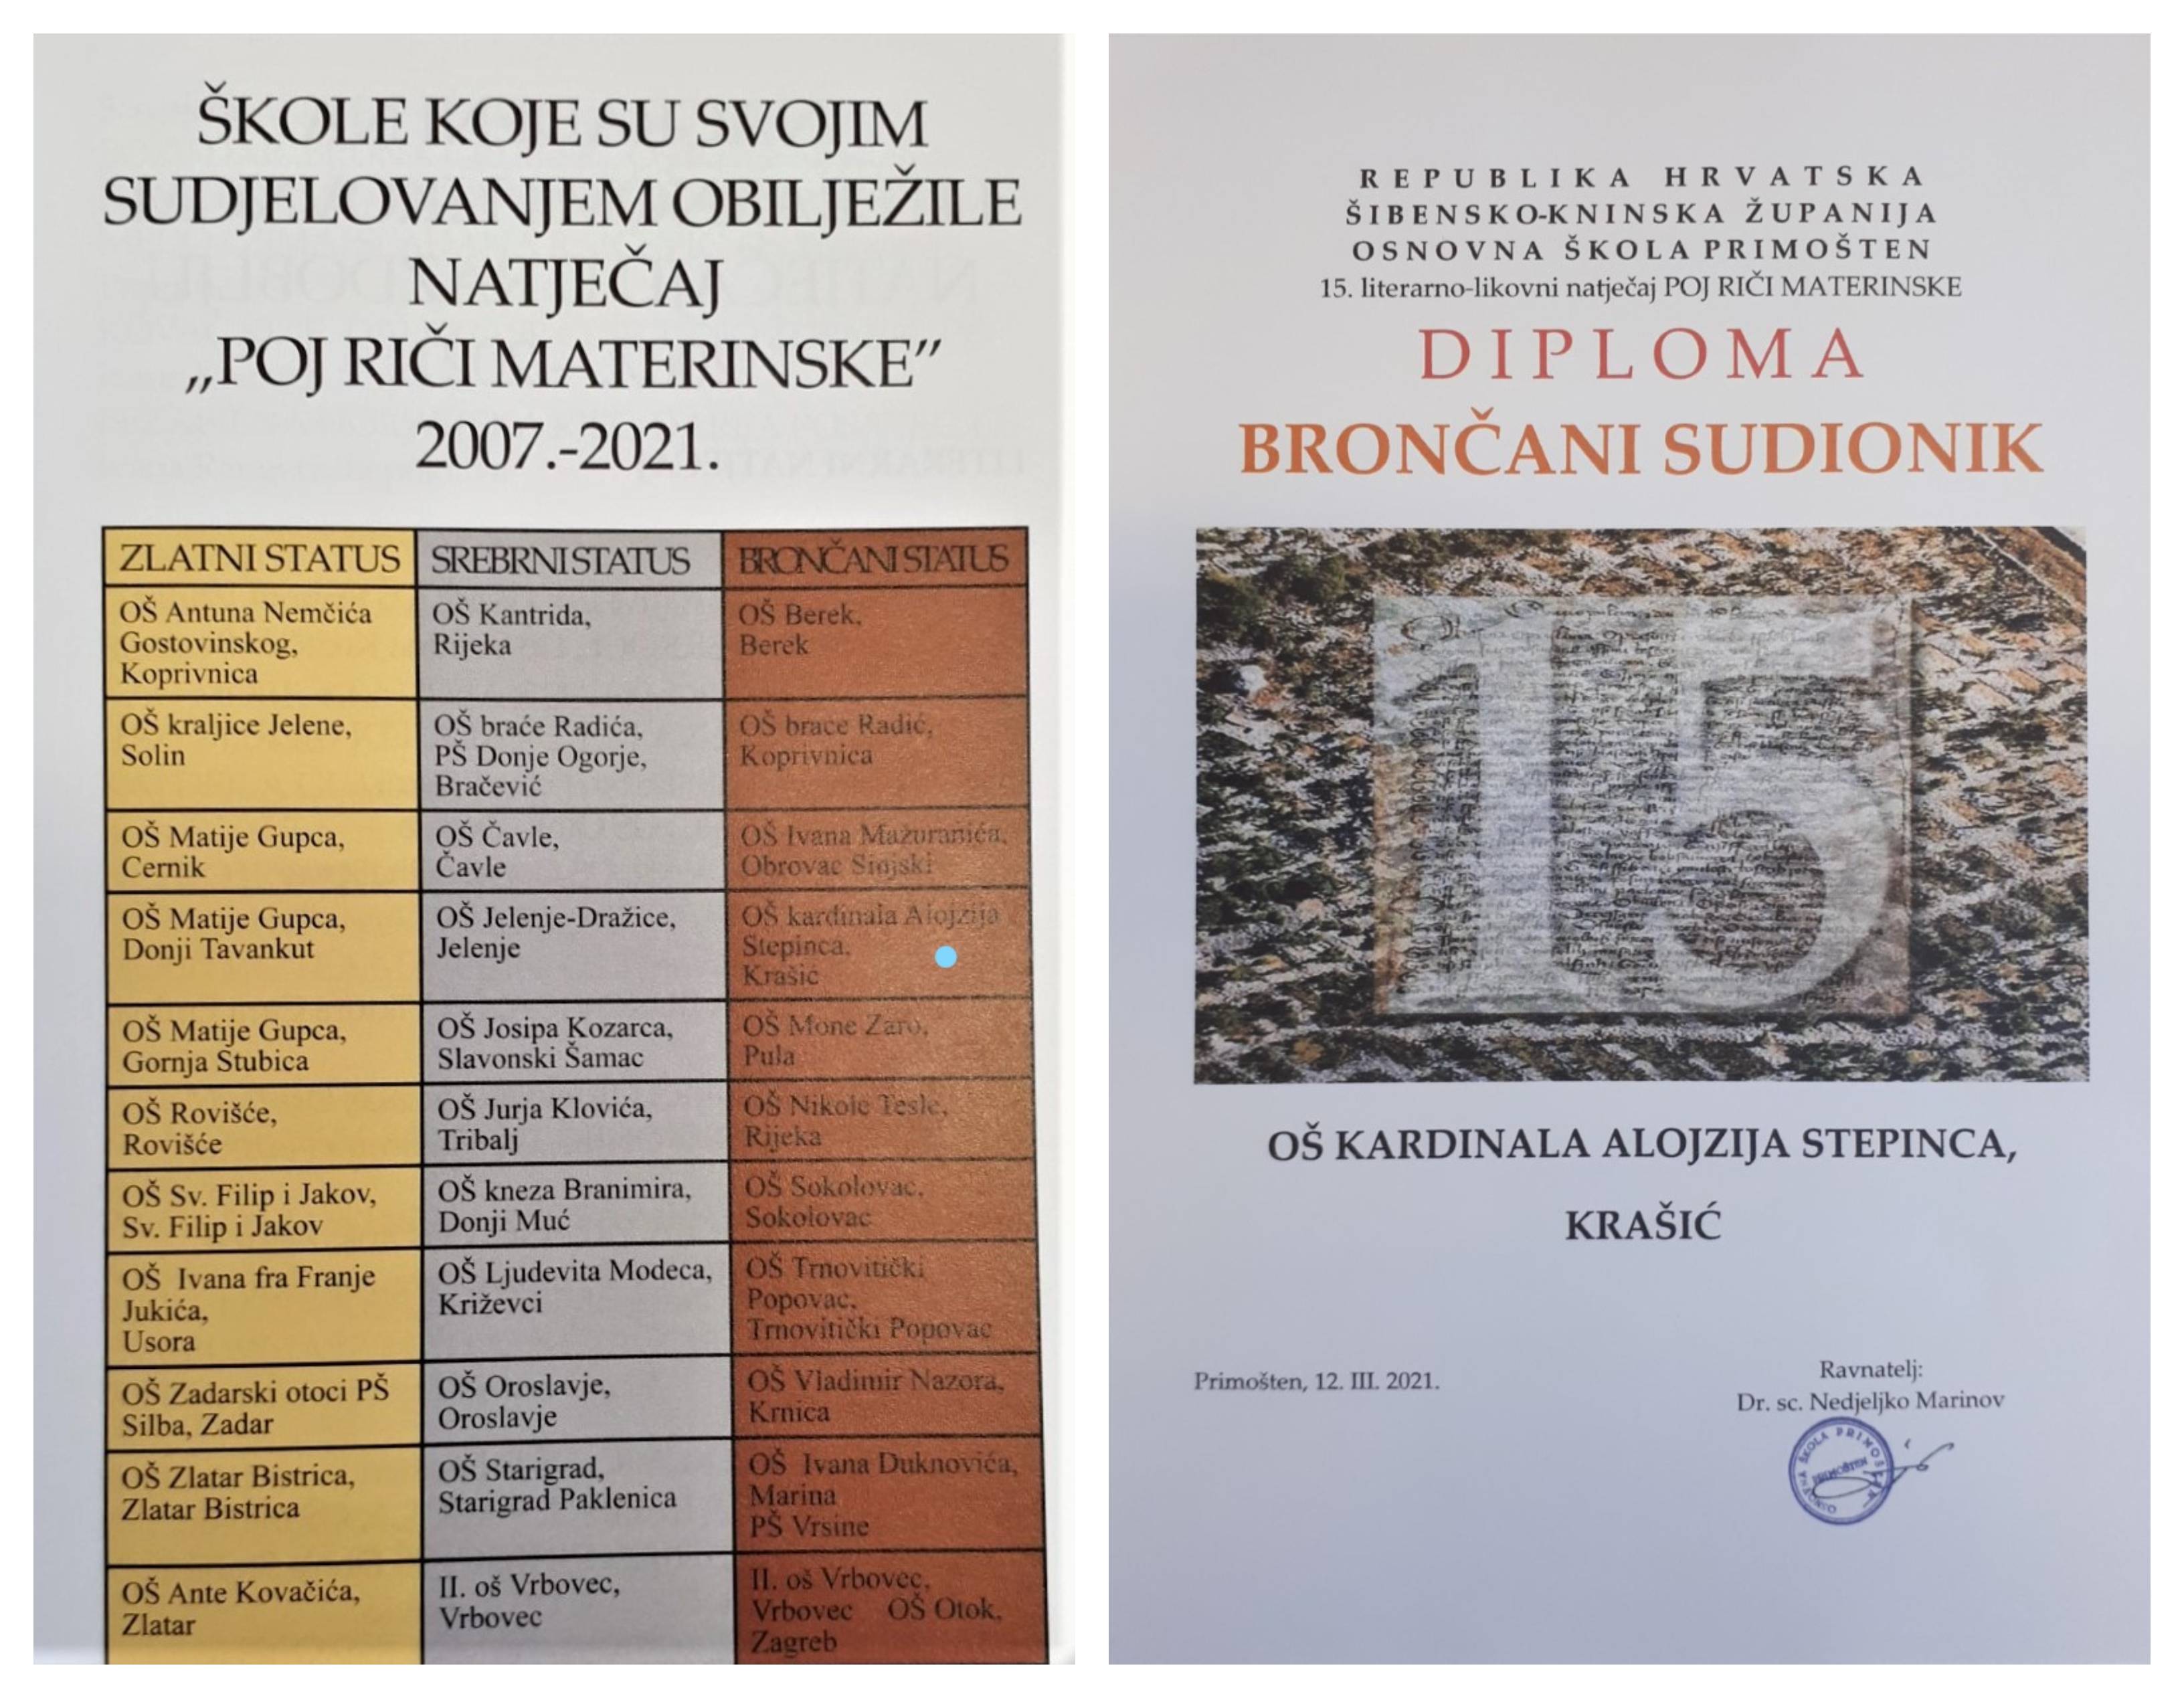 ŠKOLE KOJE SU SVOJIM
SUDJELOVANJEM OBILJEŽILE
NATJEČAJ
„POJ RIČI MATERINSKE”
2007.-2021.
ZLATNI STATUS
SREBRNI STATUS
BRONČANI STATUS
OŠ Antuna Nemčića
Gostovinskog,
Koprivnica
OŠ Kantrida,
Rijeka
OŠ Berek,
Berek
OŠ kraljice Jelene,
Solin
OŠ braće Radića,
PŠ Donje Ogorje,
Bračević
OŠ brace Radić,
Koprivnica
OŠ Matije Gupca,
Cernik
OŠ Čavle,
Čavle
OŠ Ivana Mažuranića,
Obrovac Sinjski
OŠ Matije Gupca,
Donji Tavankut
OŠ Jelenje-Dražice,
Jelenje
OŠ kardinala Alojzija
Stepinca,
Krašić
OŠ Matije Gupca,
Gornja Stubica
OŠ Josipa Kozarca,
Slavonski Šamac
OŠ Mone Zaro,
Pula
OŠ Rovišće,
Rovišće
OŠ Jurja Klovića,
Tribalj
OŠ Nikole Tesle,
Rijeka
OŠ Sv. Filip i Jakov,
Sv. Filip i Jakov
OŠ kneza Branimira,
Donji Muć
OŠ Sokolovac,
Sokolovac
OŠ Ivana fra Franje
Jukića,
Usora
OŠ Ljudevita Modeca,
Križevci
OŠ Trnovitički
Popovac,
Trnovitički Popovac
OŠ Zadarski otoci PŠ
Silba, Zadar
OŠ Oroslavje,
Oroslavje
OŠ Vladimir Nazora,
Krnica
OŠ Zlatar Bistrica,
Zlatar Bistrica
OŠ Starigrad,
Starigrad Paklenica
OŠ Ivana Duknovića,
Marina
PŠ Vrsine
OŠ Ante Kovačića,
Zlatar
II. oš Vrbovec,
Vrbovec
II. oš Vrbovec,
Vrbovec OŠ Otok,
Zagreb
REPUBLIKA HRVATSKA
ŠIBENSKO-KNINSKA ŽUPANIJA
OSNOVNA ŠKOLA PRIMOŠTEN
15. literarno-likovni natječaj POJ RIČI MATERINSKE
DIPLOMA
BRONČANI SUDIONIK
15
OŠ KARDINALA ALOJZIJA STEPINCA,
KRAŠIĆ
Primošten, 12. III. 2021.
Ravnatelj:
Dr. sc. Nedjeljko Marinov
OSNOVNA ŠKOLA PRIMOŠTEN
PRIMOŠTEN